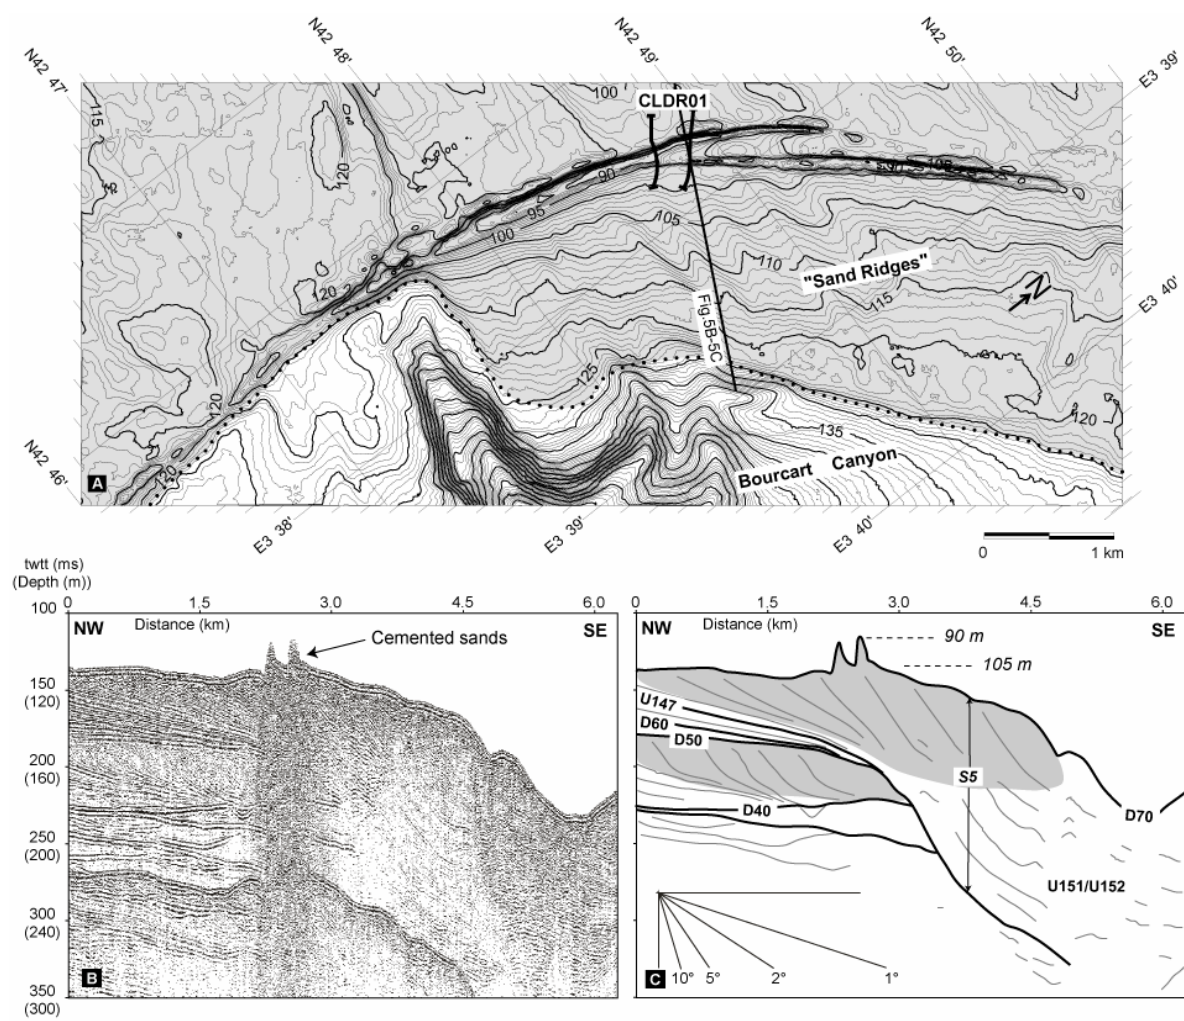 N42 47'
N42 48'
N42 49'
N42 50'
E3 39'
115
120
100
CLDR01
90
95
100
105
105
110
"Sand Ridges"
115
N
E3 40'
120
120
Fig.5B-5C
125
120
135
120
N42 46'
A
Bourcart Canyon
E3 38'
E3 39'
E3 40'
0 1 km
twtt (ms)
(Depth (m))
0 1.5 3.0 4.5 6.0
100
NW Distance (km) SE
Cemented sands
150
(120)
200
(160)
250
(200)
300
(240)
350
(300)
B
0 1.5 3.0 4.5 6.0
NW Distance (km) SE
90 m
105 m
U147
D60
D50
S5
D40
D70
U151/U152
C 10° 5° 2° 1°